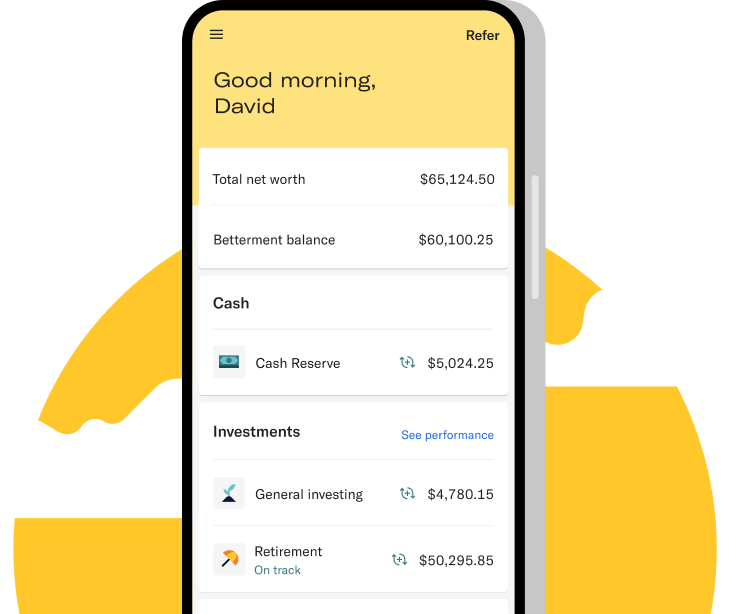 Refer
Good morning,
David
Total net worth $65,124.50
Betterment balance $60,100.25
Cash
Cash Reserve $5,024.25
Investments See performance
General investing $4,780.15
Retirement $50,295.85
On track